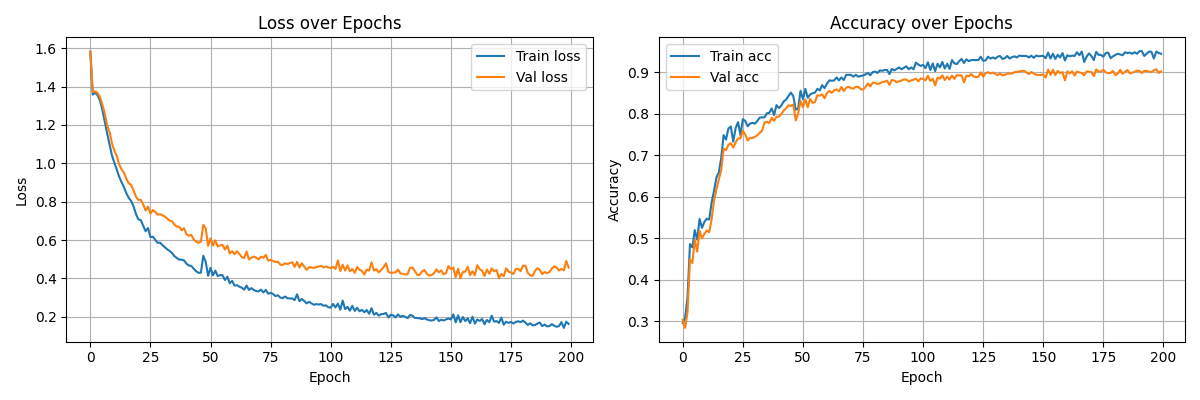 Loss over Epochs
1.6
1.4
1.2
1.0
0.8
0.6
0.4
0.2
Loss
Train loss
Val loss
0 25 50 75 100 125 150 175 200
Epoch
Accuracy over Epochs
0.9
0.8
0.7
0.6
0.5
0.4
0.3
Accuracy
Train acc
Val acc
0 25 50 75 100 125 150 175 200
Epoch